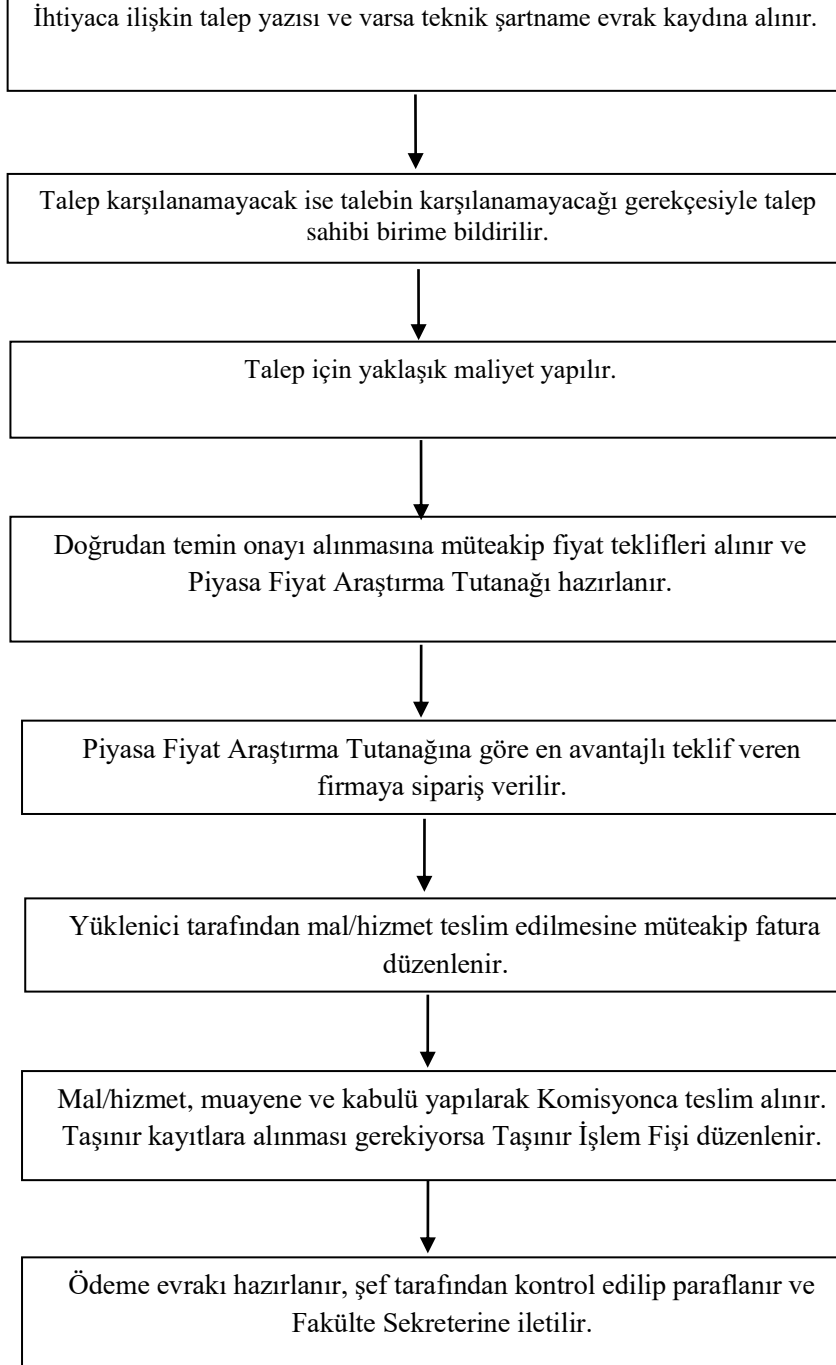 İhtiyaca ilişkin talep yazısı ve varsa teknik şartname evrak kaydına alınır.
Talep karşılanamayacak ise talebin karşılanamayacağı gerekçesiyle talep
sahibi birime bildirilir.
Talep için yaklaşık maliyet yapılır.
Doğrudan temin onayı alınmasına müteakip fiyat teklifleri alınır ve
Piyasa Fiyat Araştırma Tutanağı hazırlanır.
Piyasa Fiyat Araştırma Tutanağına göre en avantajlı teklif veren
firmaya sipariş verilir.
Yüklenici tarafından mal/hizmet teslim edilmesine müteakip fatura
düzenlenir.
Mal/hizmet, muayene ve kabulü yapılarak Komisyonca teslim alınır.
Taşınır kayıtlara alınması gerekiyorsa Taşınır İşlem Fişi düzenlenir.
Ödeme evrakı hazırlanır, şef tarafından kontrol edilip paraflanır ve
Fakülte Sekreterine iletilir.